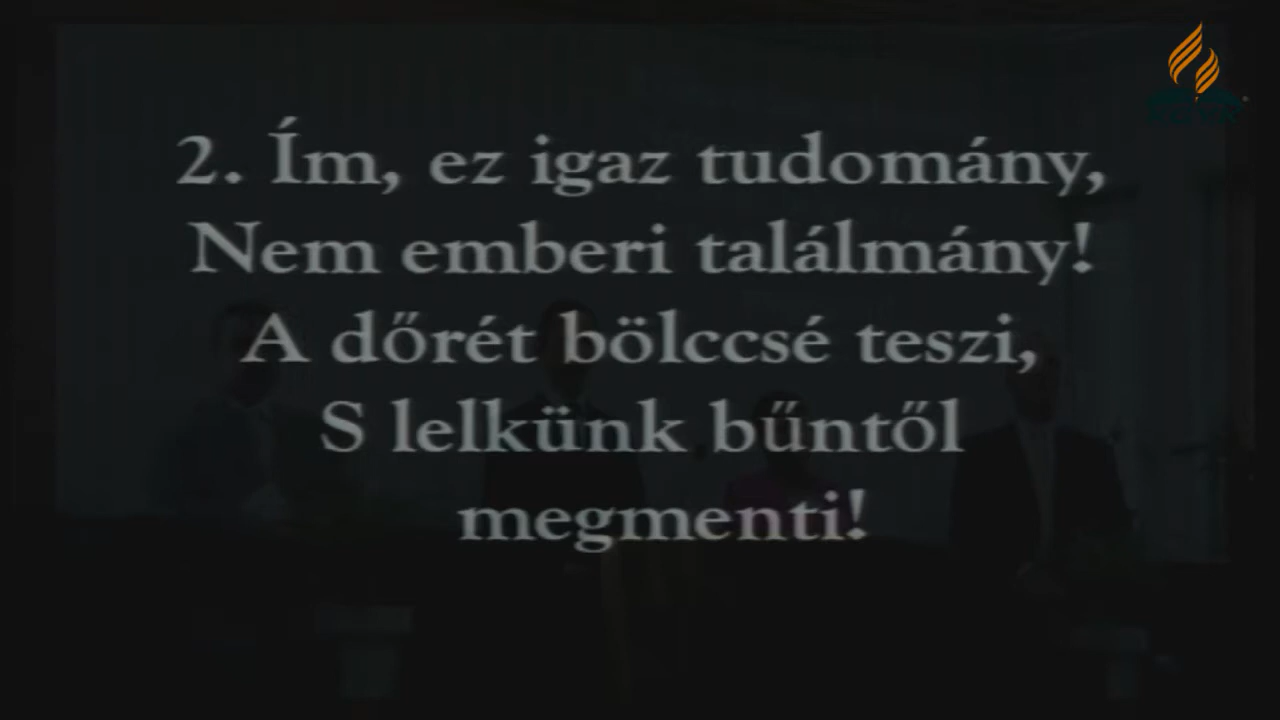 2. Ím, ez igaz tudomány,
Nem emberi találmány!
A dőrét bölccsé teszi,
S lelkünk bűntől
megmenti!